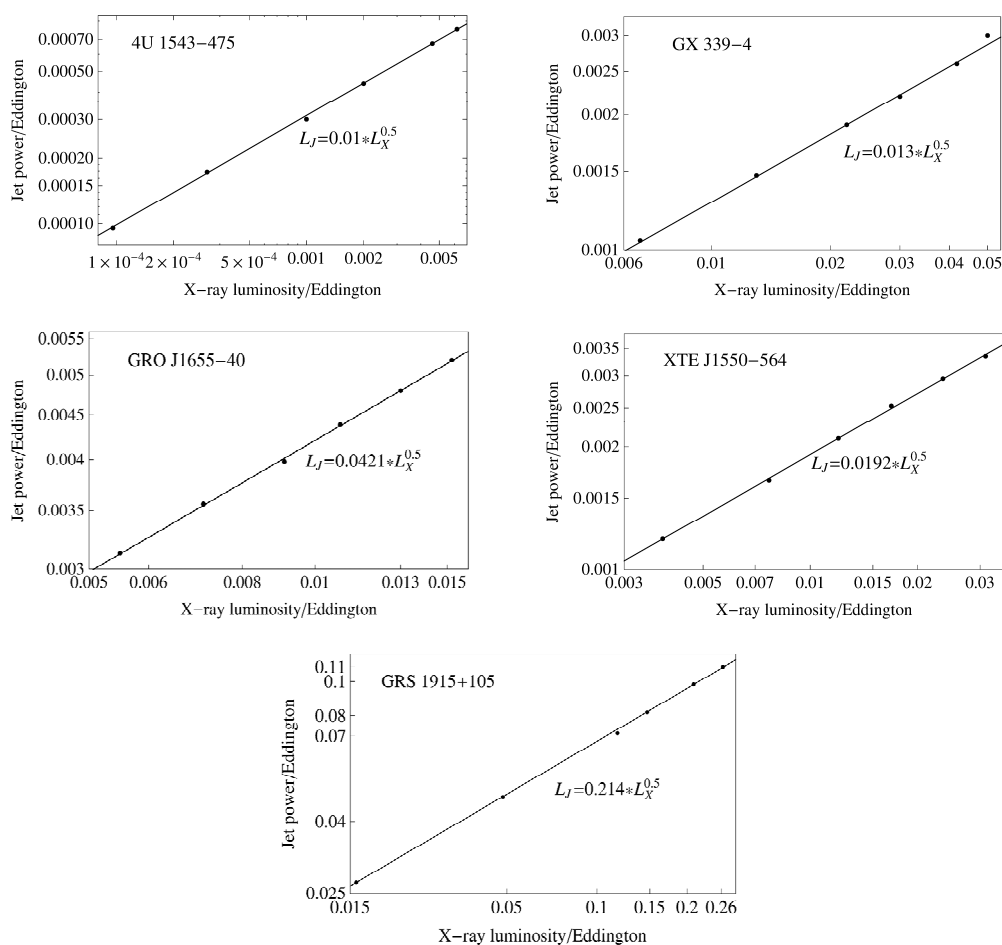 4U 1543−475
Jet power/Eddington
0.00070
0.00050
0.00030
0.00020
0.00015
0.00010
L_J=0.01*L_X^0.5
1×10^−4 2×10^−4 5×10^−4 0.001 0.002 0.005
X−ray luminosity/Eddington
GX 339−4
Jet power/Eddington
0.003
0.0025
0.002
0.0015
0.001
L_J=0.013*L_X^0.5
0.006 0.01 0.02 0.03 0.04 0.05
X−ray luminosity/Eddington
GRO J1655−40
Jet power/Eddington
0.0055
0.005
0.0045
0.004
0.0035
0.003
L_J=0.0421*L_X^0.5
0.005 0.006 0.008 0.01 0.013 0.015
X−ray luminosity/Eddington
XTE J1550−564
Jet power/Eddington
0.0035
0.003
0.0025
0.002
0.0015
0.001
L_J=0.0192*L_X^0.5
0.003 0.005 0.007 0.01 0.015 0.02 0.03
X−ray luminosity/Eddington
GRS 1915+105
Jet power/Eddington
0.11
0.1
0.08
0.07
0.04
0.025
L_J=0.214*L_X^0.5
0.015 0.05 0.1 0.15 0.2 0.26
X−ray luminosity/Eddington